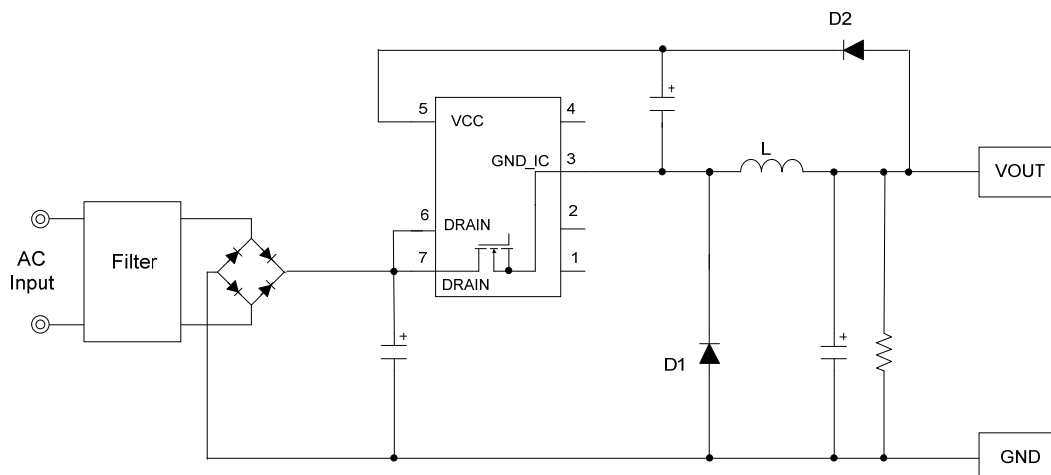 D2
+
5
VCC
4
GND_IC
3
L
VOUT
6
DRAIN
2
AC
Input
Filter
7
DRAIN
1
+
D1
+
GND